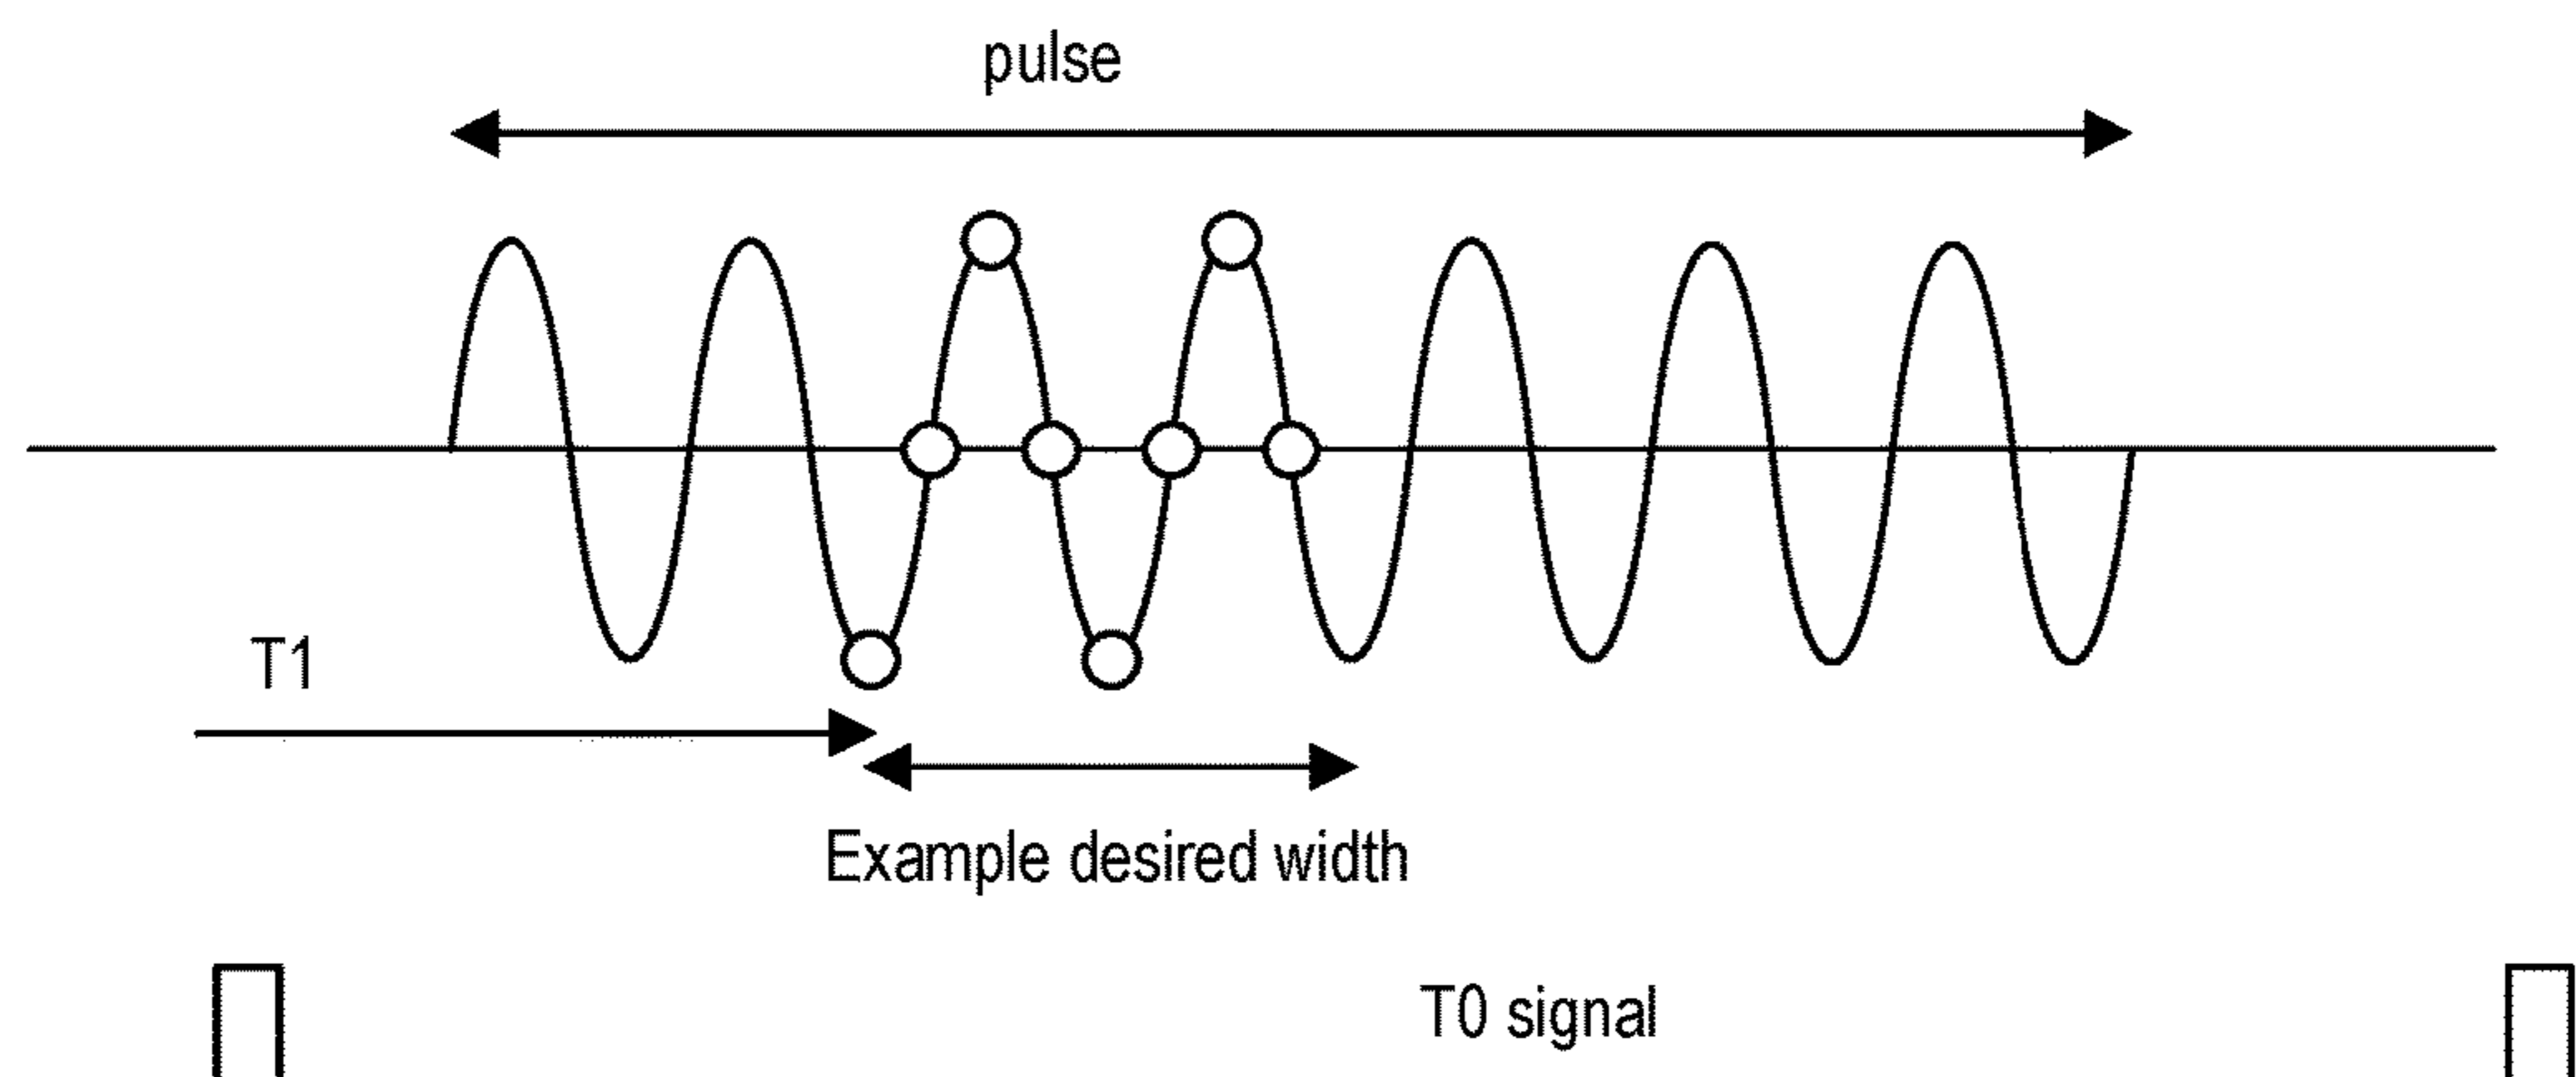 pulse
T1
Example desired width
T0 signal